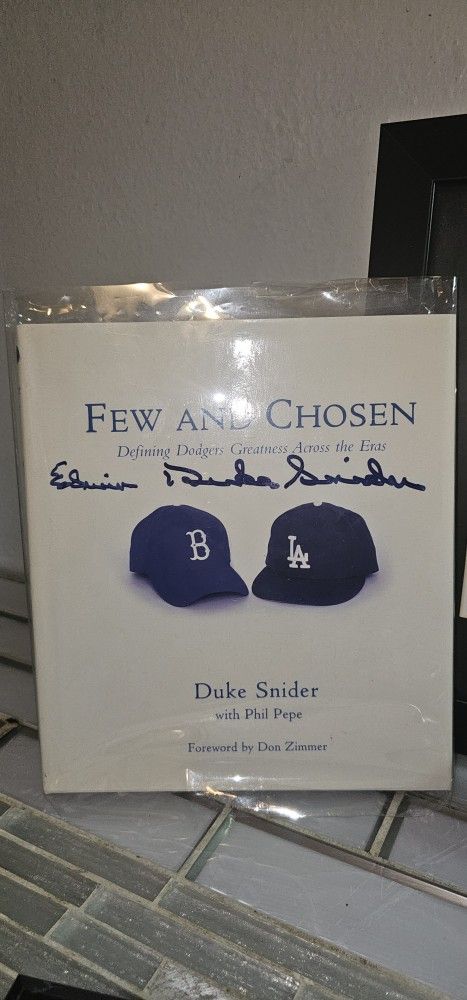 FEW AND CHOSEN
Defining Dodgers Greatness Across the Eras
Edwin "Duke" Snider
B LA
Duke Snider
with Phil Pepe
Foreword by Don Zimmer